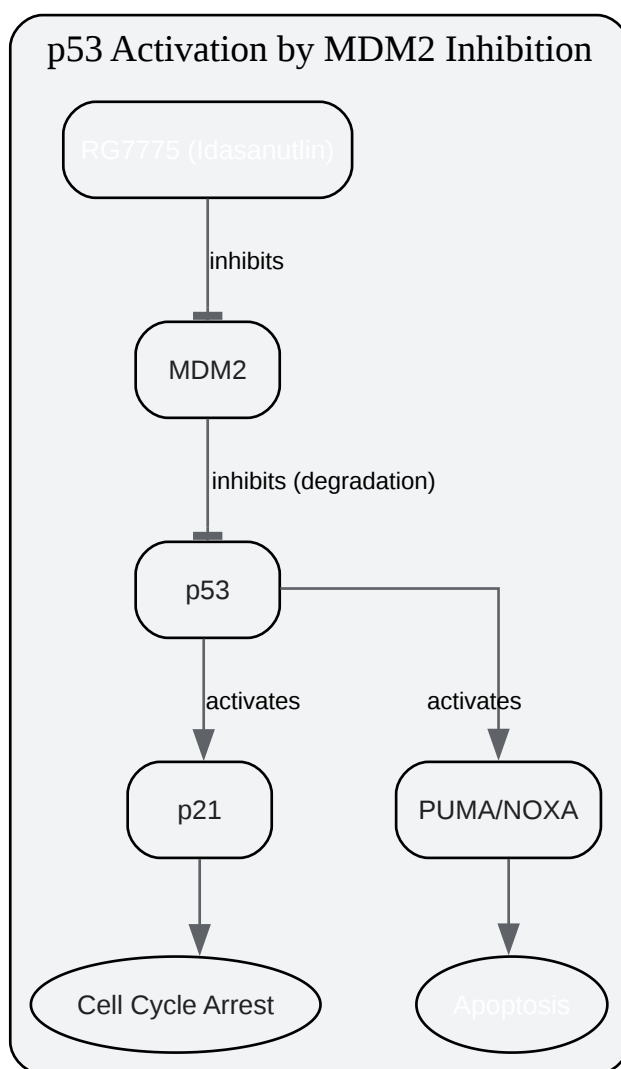 p53 Activation by MDM2 Inhibition
RG7775 (Idasanutlin)
inhibits
MDM2
inhibits (degradation)
p53
activates
activates
p21
PUMA/NOXA
Cell Cycle Arrest
Apoptosis